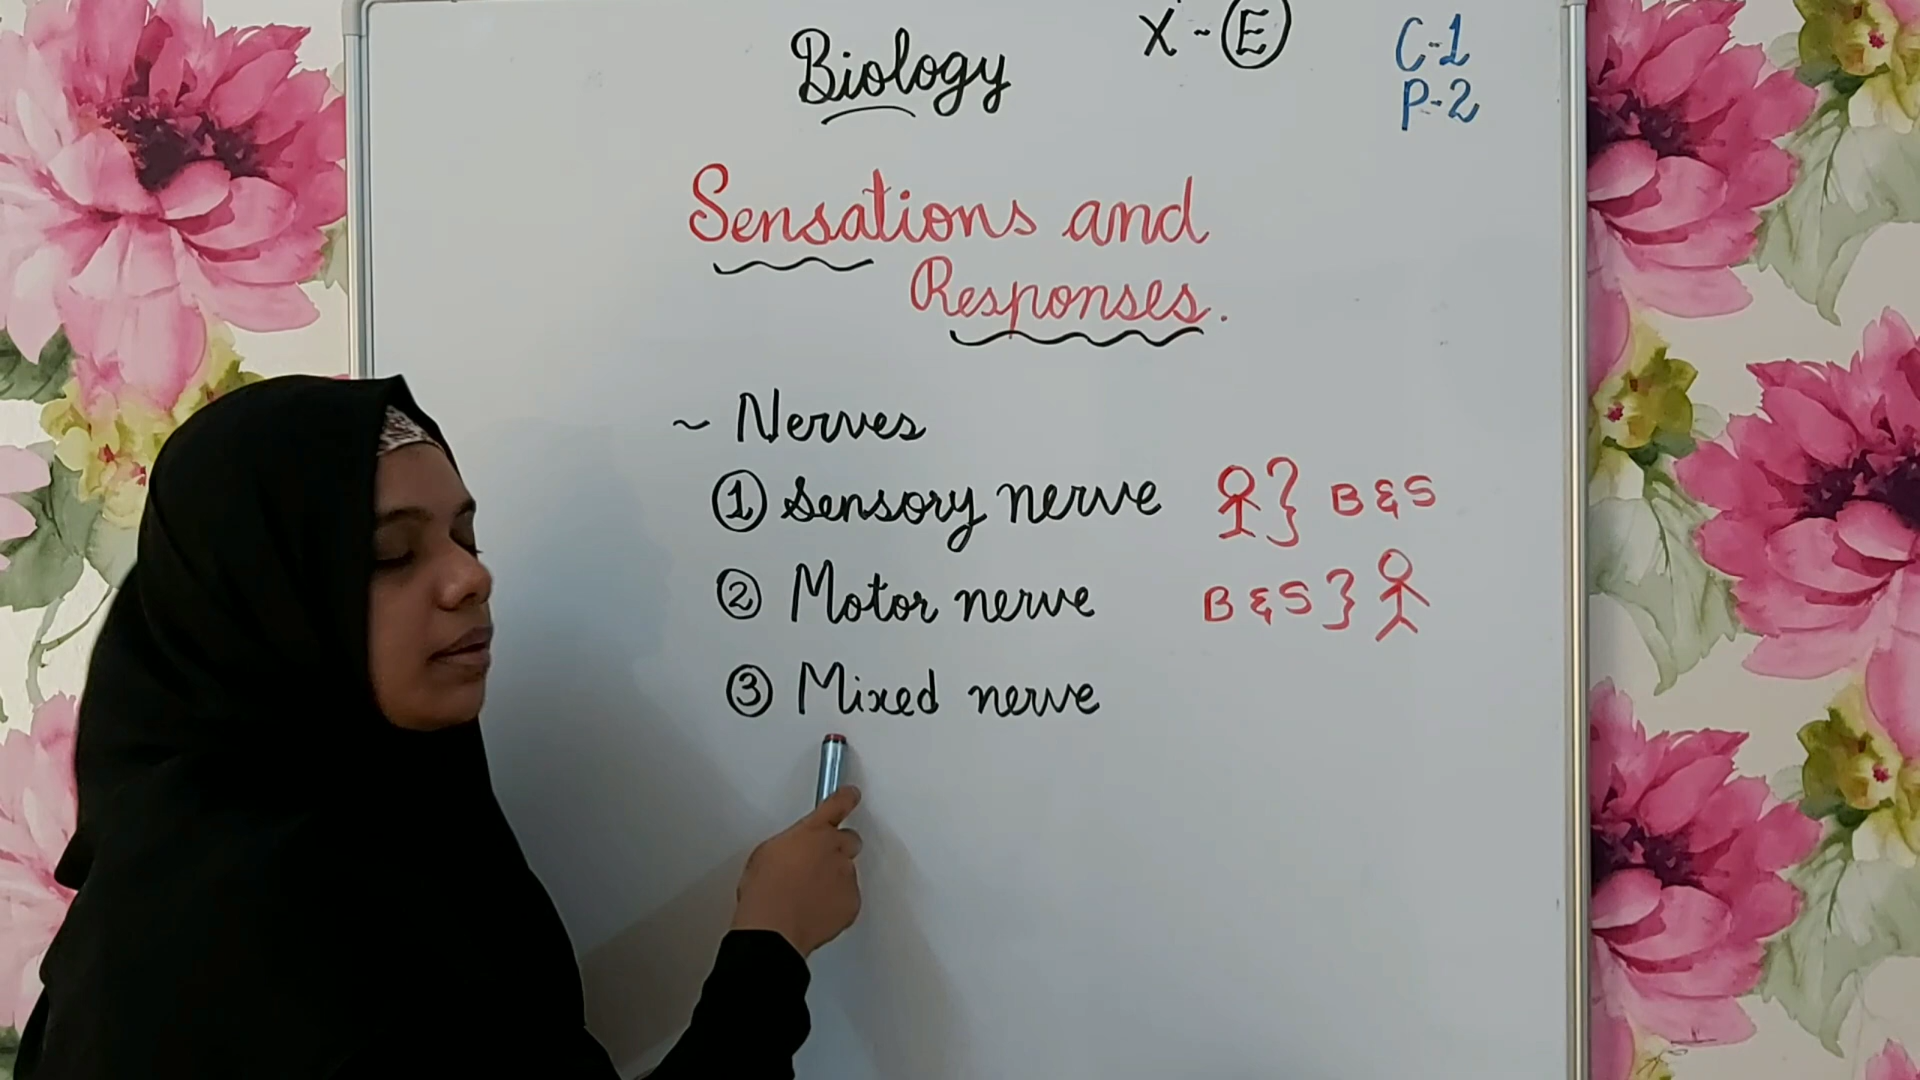 Biology X - E C-1
P-2
Sensations and
Responses.
~ Nerves
① Sensory nerve } B & S
② Motor nerve B & S }
③ Mixed nerve